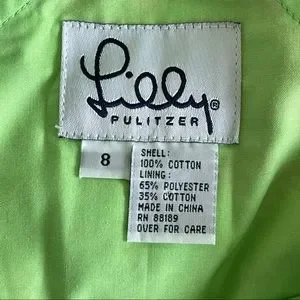 Lilly®
PULITZER
8
SHELL:
100% COTTON
LINING:
65% POLYESTER
35% COTTON
MADE IN CHINA
RN 88189
OVER FOR CARE